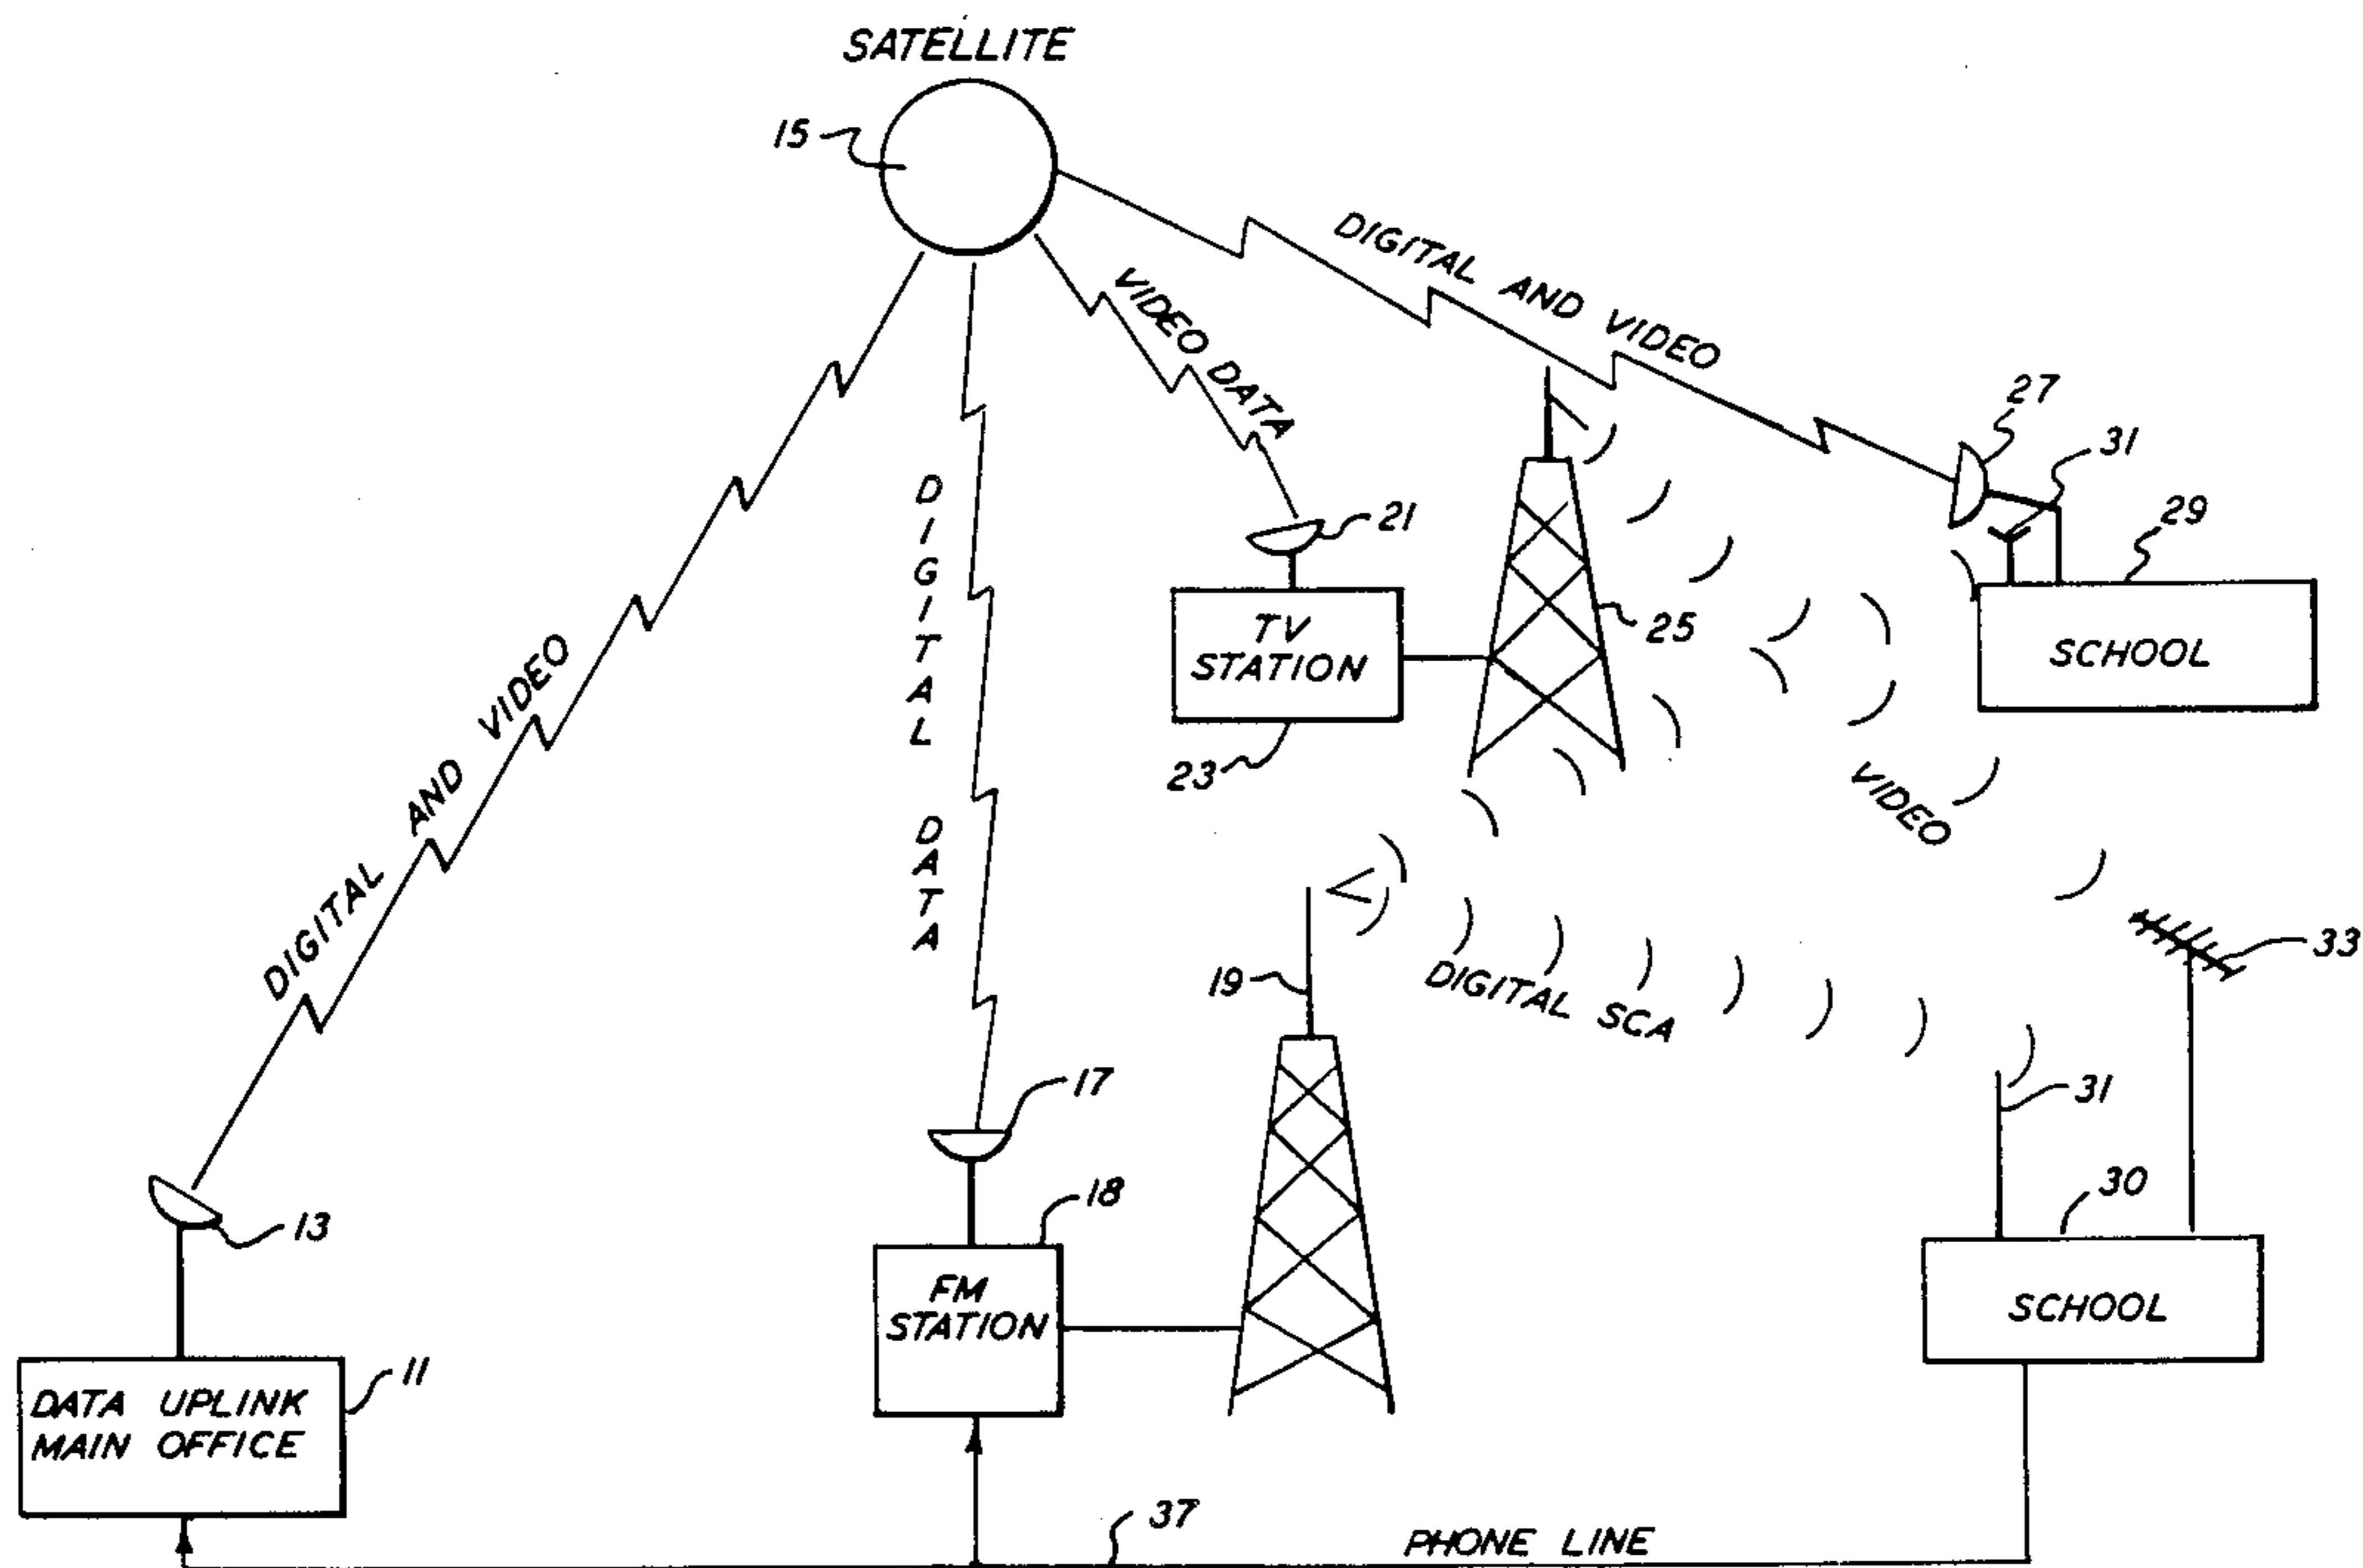 SATELLITE
15
DIGITAL AND VIDEO
VIDEO DATA
DIGITAL AND VIDEO
DIGITAL DATA
27
31
29
21
TV
STATION
25
SCHOOL
23
VIDEO
33
19
DIGITAL SCA
17
31
13
18
30
FM
STATION
SCHOOL
11
DATA UPLINK
MAIN OFFICE
37
PHONE LINE